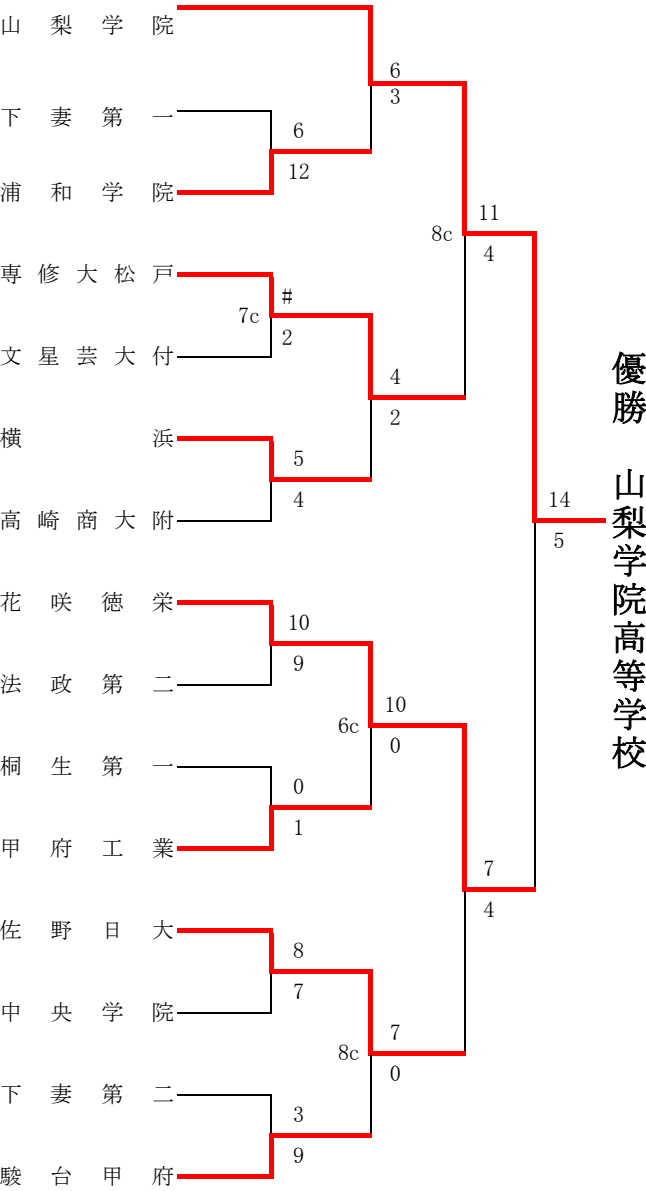 山梨学院
6
3
下妻第一
6
12
浦和学院
11
8c
4
専修大松戸
#
7c
2
文星芸大付
4
2
横浜
5
4
高崎商大附
14
5
優勝 山梨学院高等学校
花咲徳栄
10
9
法政第二
10
6c
0
桐生第一
0
1
甲府工業
7
4
佐野日大
8
7
中央学院
7
8c
0
下妻第二
3
9
駿台甲府